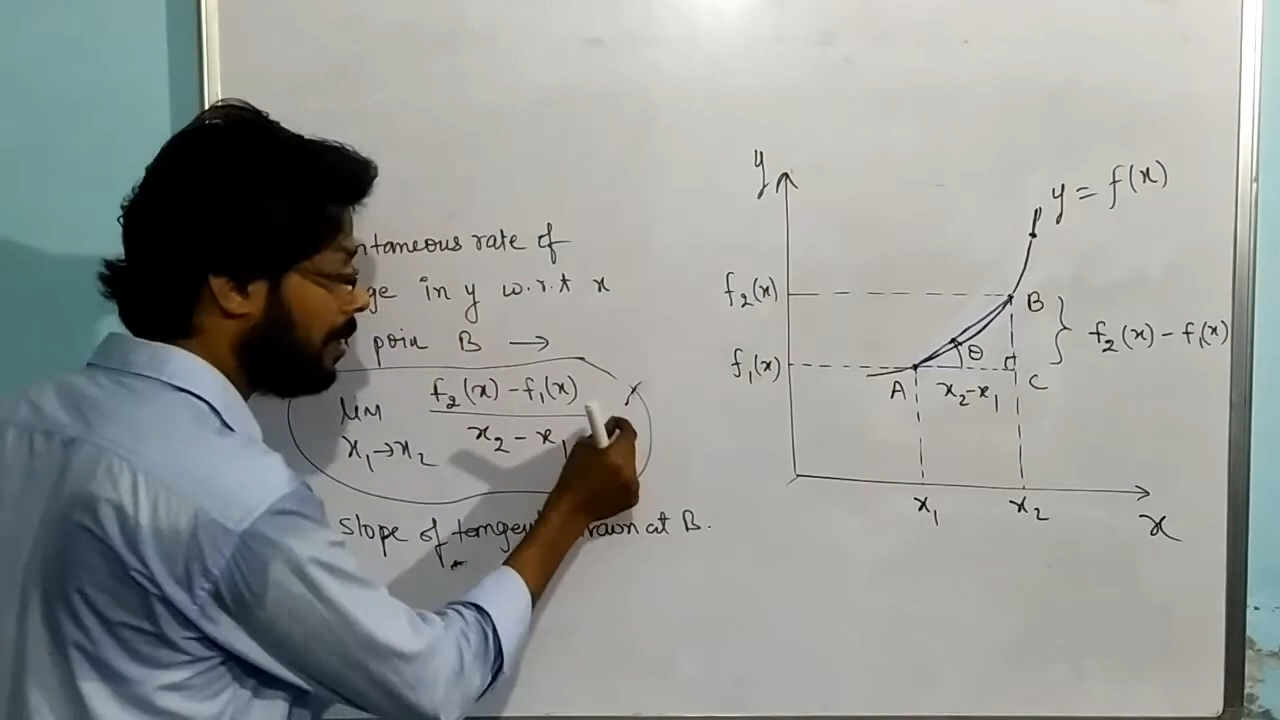 ntaneous rate of
ge in y w.r.t x
poin B →
lim f₂(x) – f₁(x)
x₁→x₂ x₂ – x₁
slope of tangen rawn at B.
y
y = f(x)
f₂(x)
B
f₂(x) – f₁(x)
f₁(x)
θ
A
x₂–x₁
C
x₁
x₂
x